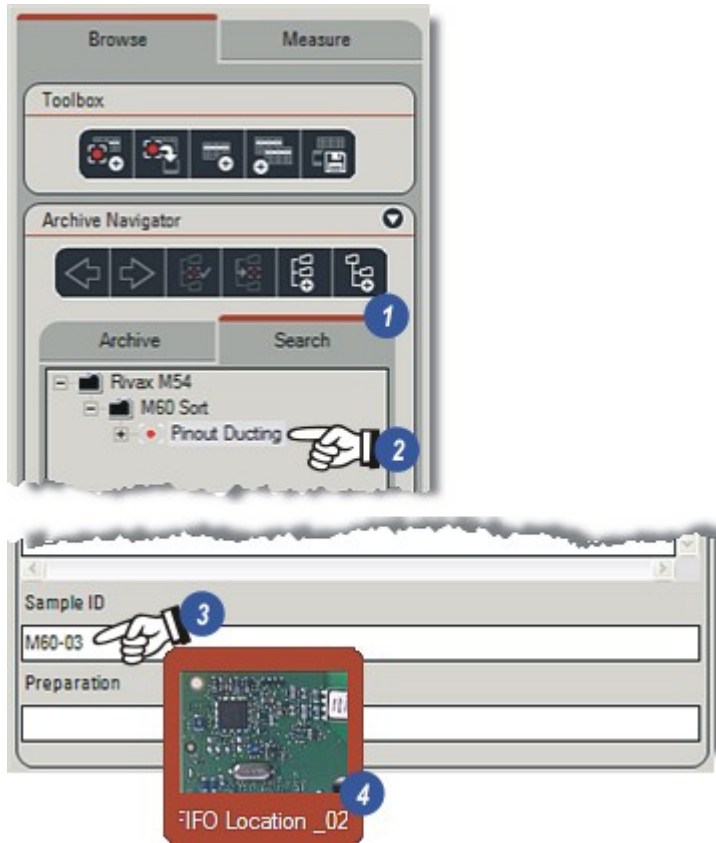 Browse Measure
Toolbox
Archive Navigator
1
Archive Search
Rivax M54
M60 Sort
Pinout Ducting
2
Sample ID
3
M60-03
Preparation
4
FIFO Location _02